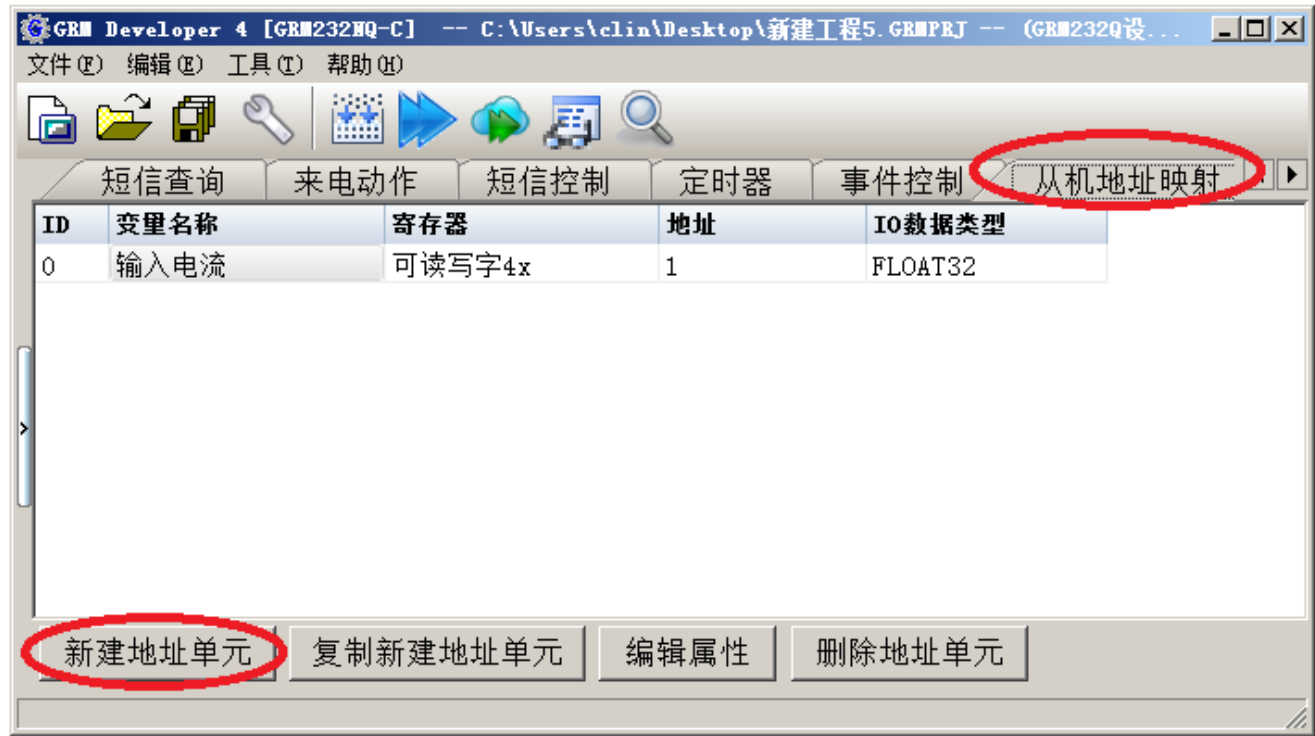 GRM Developer 4 [GRM232NQ-C] -- C:\Users\clin\Desktop\新建工程5.GRMPRJ -- (GRM232Q设...
文件(F) 编辑(E) 工具(T) 帮助(H)
短信查询 来电动作 短信控制 定时器 事件控制 从机地址映射
ID 变量名称 寄存器 地址 IO数据类型
0 输入电流 可读写字4x 1 FLOAT32
新建地址单元 复制新建地址单元 编辑属性 删除地址单元